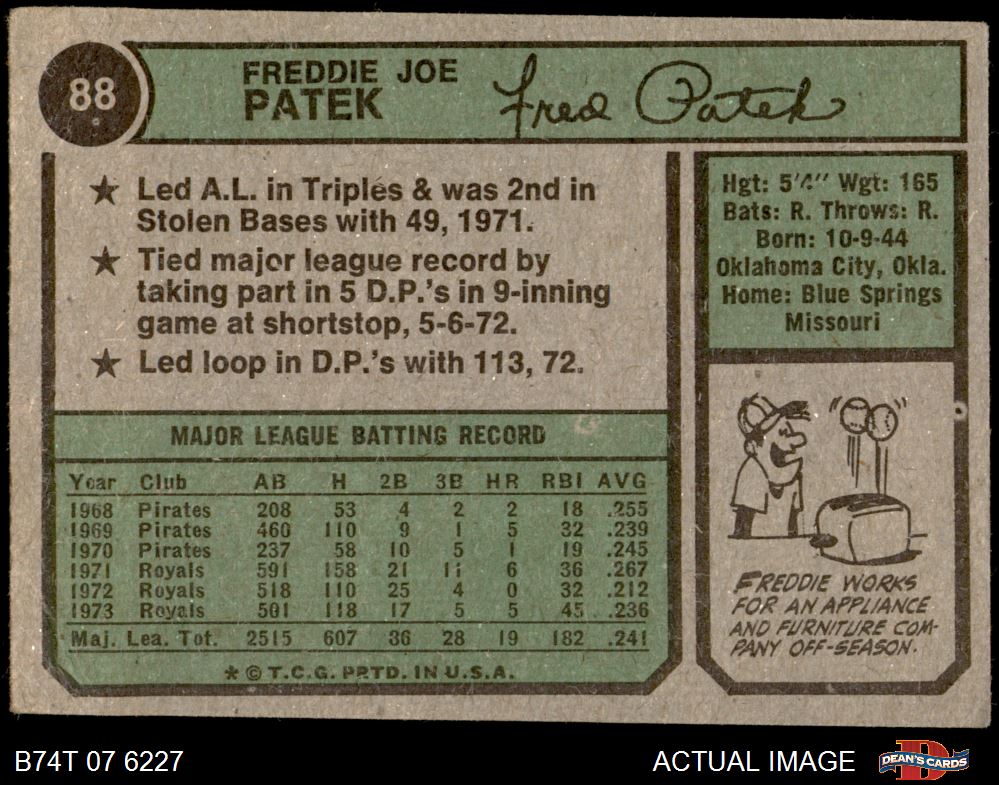 88
FREDDIE JOE
PATEK
Fred Patek
★ Led A.L. in Triples & was 2nd in
Stolen Bases with 49, 1971.
★ Tied major league record by
taking part in 5 D.P.'s in 9-inning
game at shortstop, 5-6-72.
★ Led loop in D.P.'s with 113, 72.
Hgt: 5'4" Wgt: 165
Bats: R. Throws: R.
Born: 10-9-44
Oklahoma City, Okla.
Home: Blue Springs
Missouri
MAJOR LEAGUE BATTING RECORD
Year Club AB H 2B 3B HR RBI AVG
1968 Pirates 208 53 4 2 2 18 .255
1969 Pirates 460 110 9 1 5 32 .239
1970 Pirates 237 58 10 5 1 19 .245
1971 Royals 591 158 21 11 6 36 .267
1972 Royals 518 110 25 4 0 32 .212
1973 Royals 501 118 17 5 5 45 .236
Maj. Lea. Tot. 2515 607 36 28 19 182 .241
* © T.C.G. PRTD. IN U.S.A.
FREDDIE WORKS
FOR AN APPLIANCE
AND FURNITURE COM-
PANY OFF-SEASON.
B74T 07 6227
ACTUAL IMAGE
D
DEAN'S CARDS